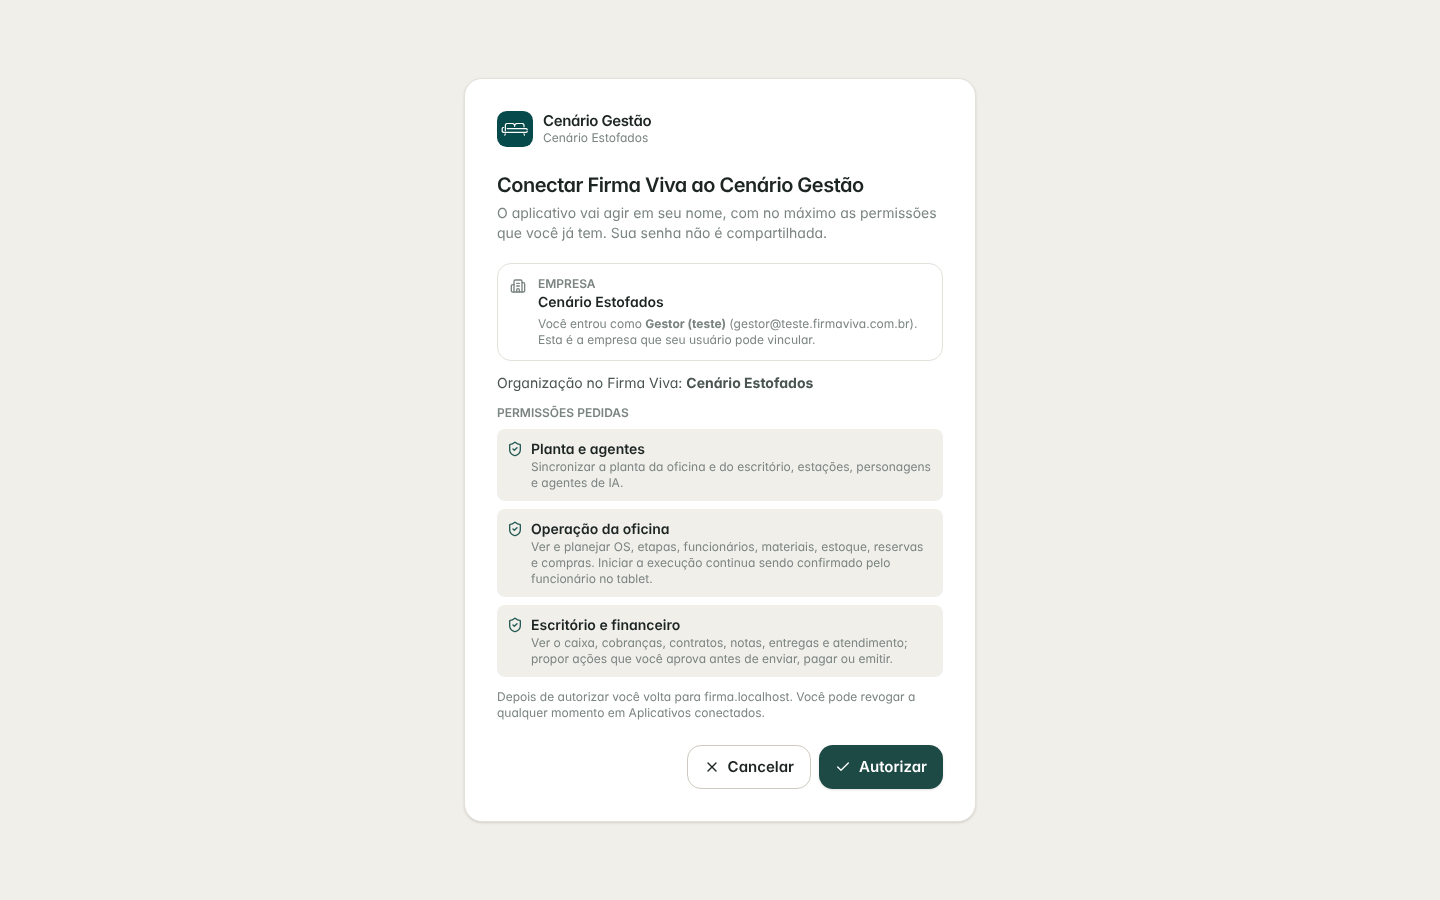 Cenário Gestão
Cenário Estofados
Conectar Firma Viva ao Cenário Gestão
O aplicativo vai agir em seu nome, com no máximo as permissões
que você já tem. Sua senha não é compartilhada.
EMPRESA
Cenário Estofados
Você entrou como Gestor (teste) (gestor@teste.firmaviva.com.br).
Esta é a empresa que seu usuário pode vincular.
Organização no Firma Viva: Cenário Estofados
PERMISSÕES PEDIDAS
Planta e agentes
Sincronizar a planta da oficina e do escritório, estações, personagens
e agentes de IA.
Operação da oficina
Ver e planejar OS, etapas, funcionários, materiais, estoque, reservas
e compras. Iniciar a execução continua sendo confirmado pelo
funcionário no tablet.
Escritório e financeiro
Ver o caixa, cobranças, contratos, notas, entregas e atendimento;
propor ações que você aprova antes de enviar, pagar ou emitir.
Depois de autorizar você volta para firma.localhost. Você pode revogar a
qualquer momento em Aplicativos conectados.
Cancelar
Autorizar